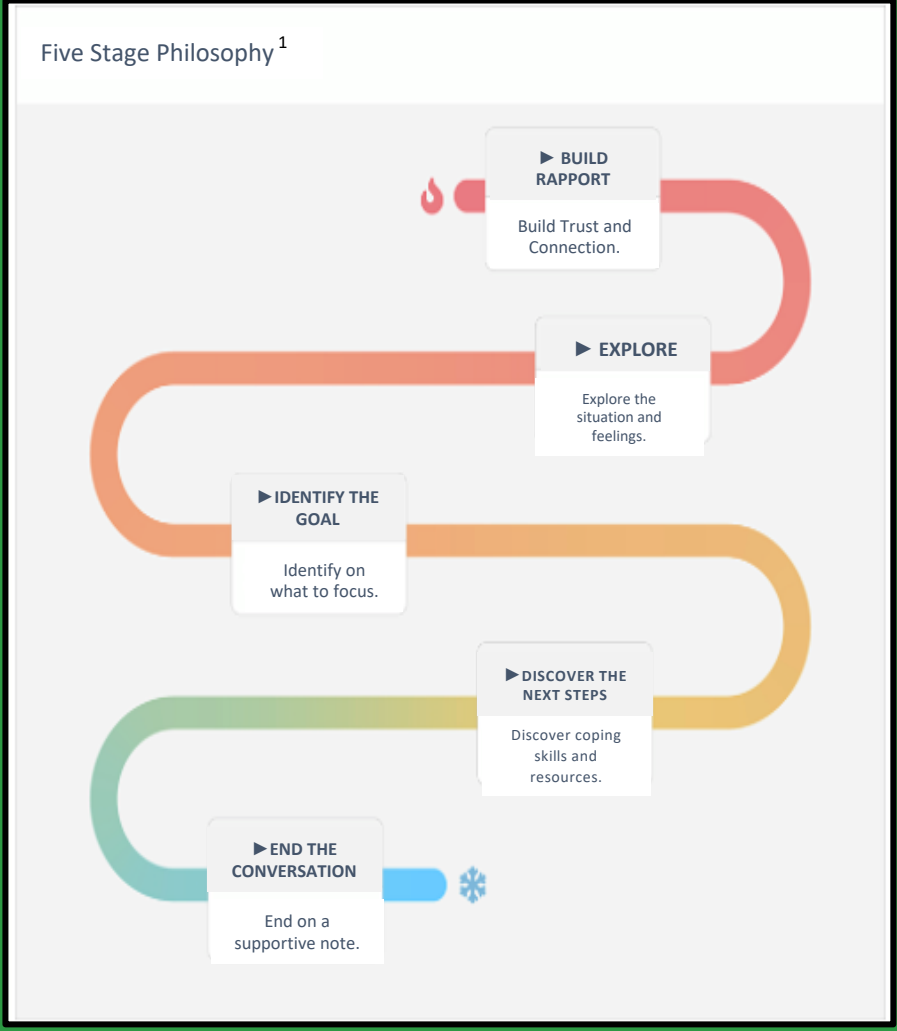 Five Stage Philosophy 1
► BUILD
RAPPORT
Build Trust and
Connection.
► EXPLORE
Explore the
situation and
feelings.
►IDENTIFY THE
GOAL
Identify on
what to focus.
►DISCOVER THE
NEXT STEPS
Discover coping
skills and
resources.
►END THE
CONVERSATION
End on a
supportive note.